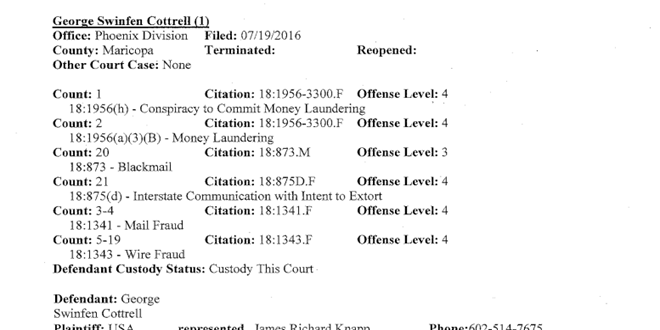 George Swinfen Cottrell (1)
Office: Phoenix Division Filed: 07/19/2016
County: Maricopa Terminated: Reopened:
Other Court Case: None
Count: 1 Citation: 18:1956-3300.F Offense Level: 4
18:1956(h) - Conspiracy to Commit Money Laundering
Count: 2 Citation: 18:1956-3300.F Offense Level: 4
18:1956(a)(3)(B) - Money Laundering
Count: 20 Citation: 18:873.M Offense Level: 3
18:873 - Blackmail
Count: 21 Citation: 18:875D.F Offense Level: 4
18:875(d) - Interstate Communication with Intent to Extort
Count: 3-4 Citation: 18:1341.F Offense Level: 4
18:1341 - Mail Fraud
Count: 5-19 Citation: 18:1343.F Offense Level: 4
18:1343 - Wire Fraud
Defendant Custody Status: Custody This Court
Defendant: George
Swinfen Cottrell
Plaintiff: USA represented James Richard Knapp Phone:602-514-7675